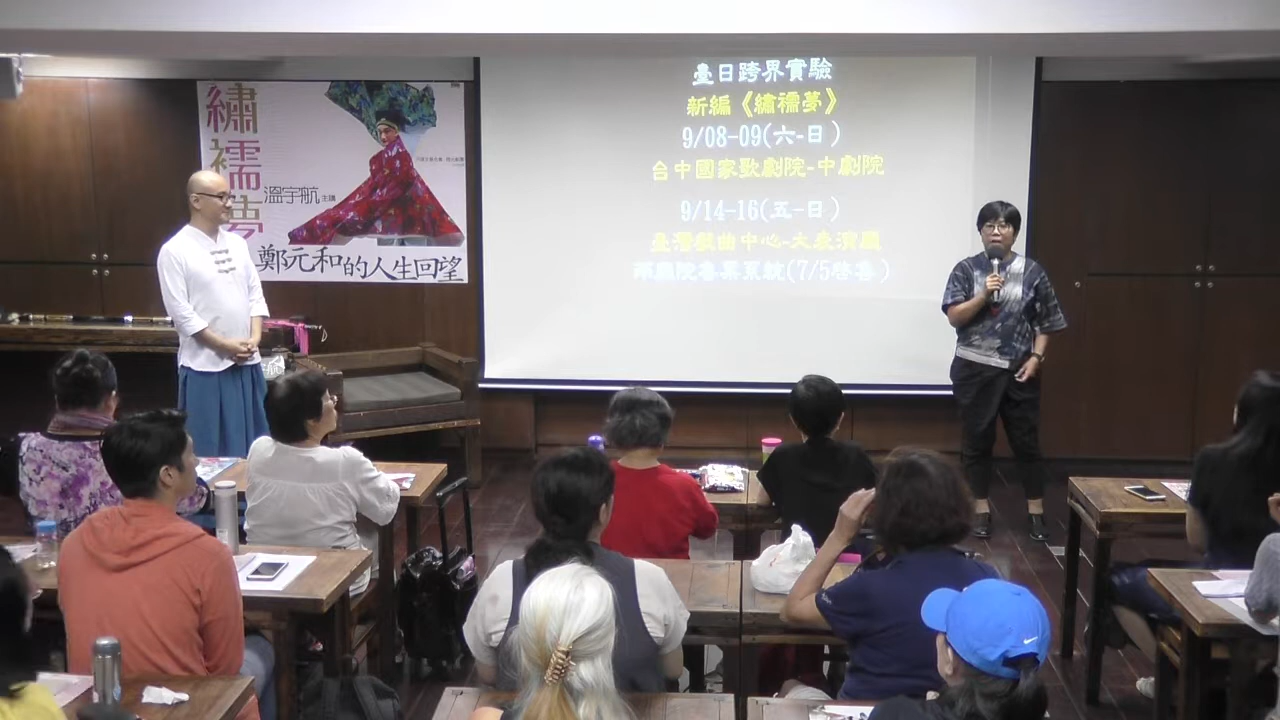 繡襦夢
溫宇航 主講
鄭元和的人生回望
臺日跨界實驗
新編《繡襦夢》
9/08-09(六-日)
台中國家歌劇院-中劇院
9/14-16(五-日)
臺灣戲曲中心-大表演廳
兩廳院售票系統(7/5啓售)